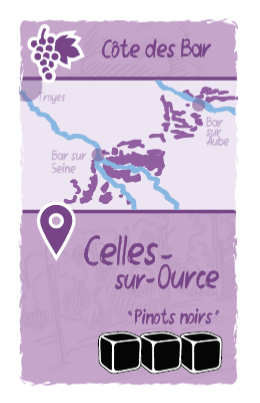 Côte des Bar
Troyes
Bar
sur
Aube
Bar sur
Seine
Celles-
sur-Ource
"Pinots noirs"